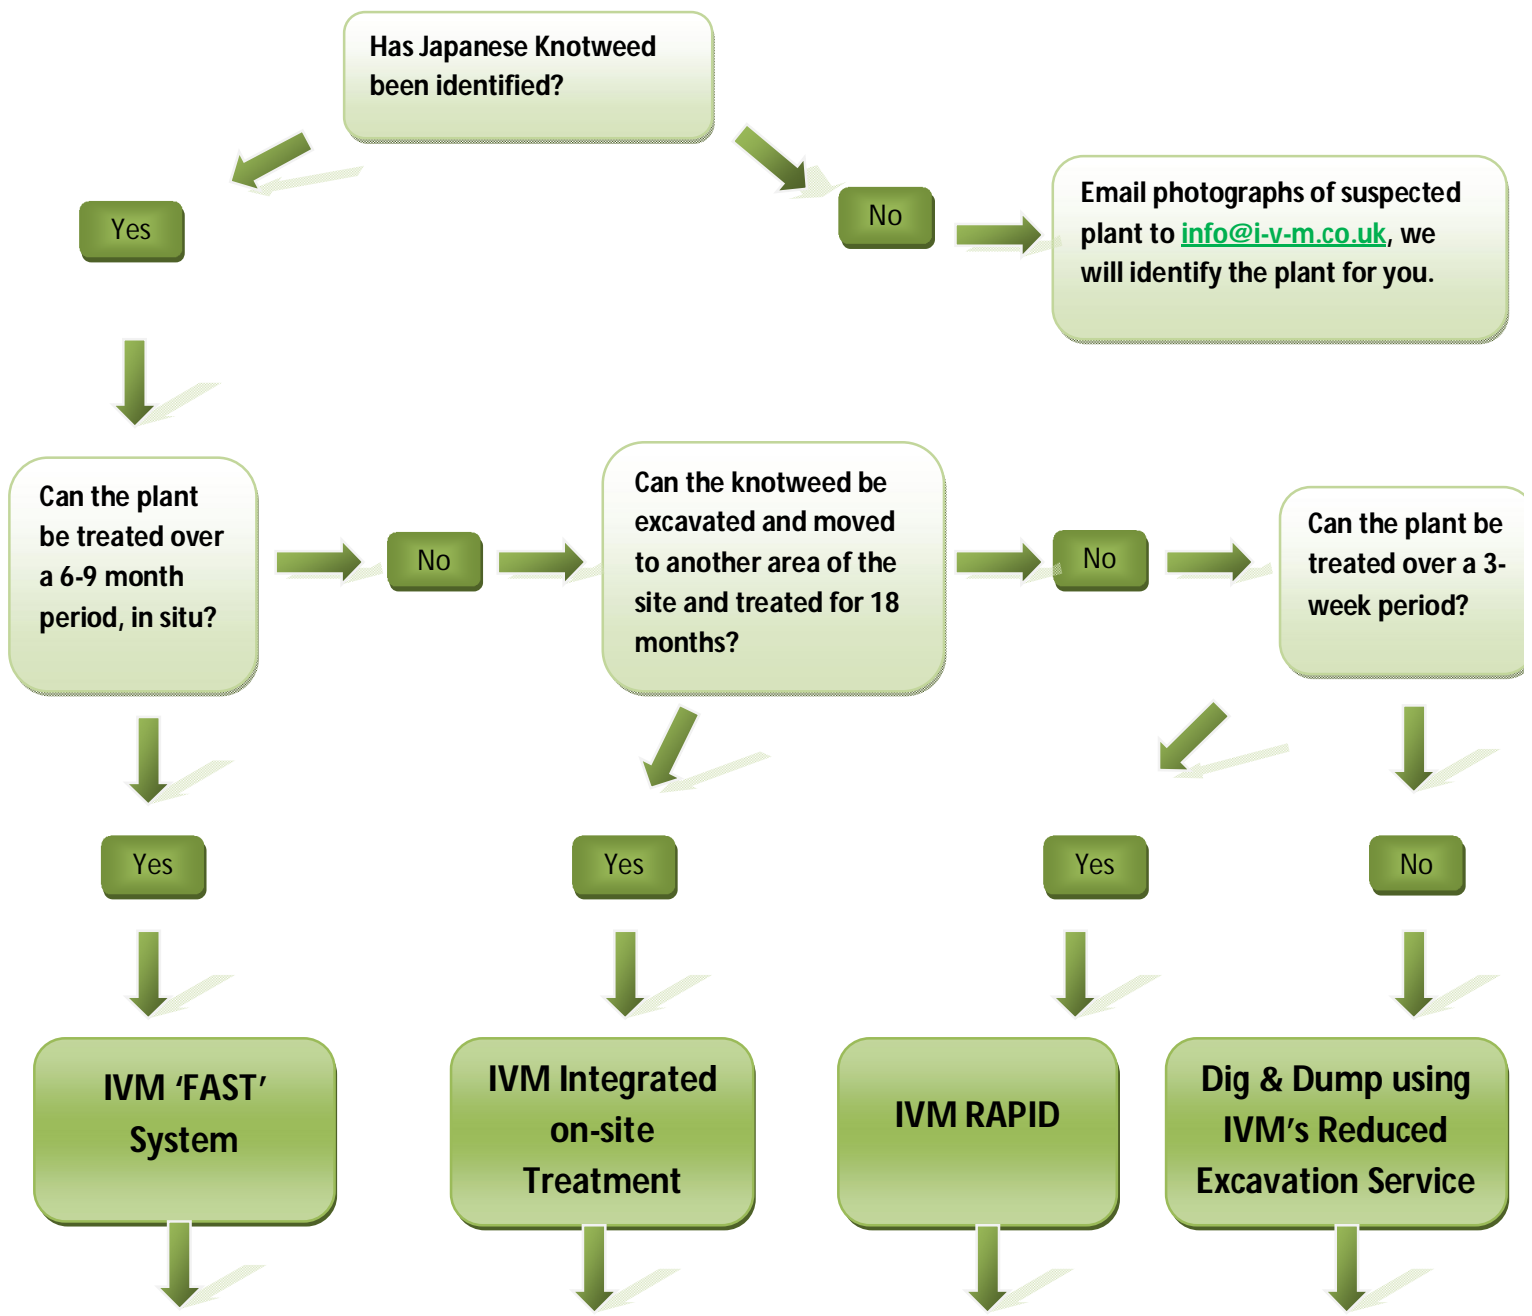 Has Japanese Knotweed
been identified?
Yes
No
Email photographs of suspected
plant to info@i-v-m.co.uk, we
will identify the plant for you.
Can the plant
be treated over
a 6-9 month
period, in situ?
No
Can the knotweed be
excavated and moved
to another area of the
site and treated for 18
months?
No
Can the plant be
treated over a 3-
week period?
Yes
Yes
Yes
No
IVM ‘FAST’
System
IVM Integrated
on-site
Treatment
IVM RAPID
Dig & Dump using
IVM’s Reduced
Excavation Service